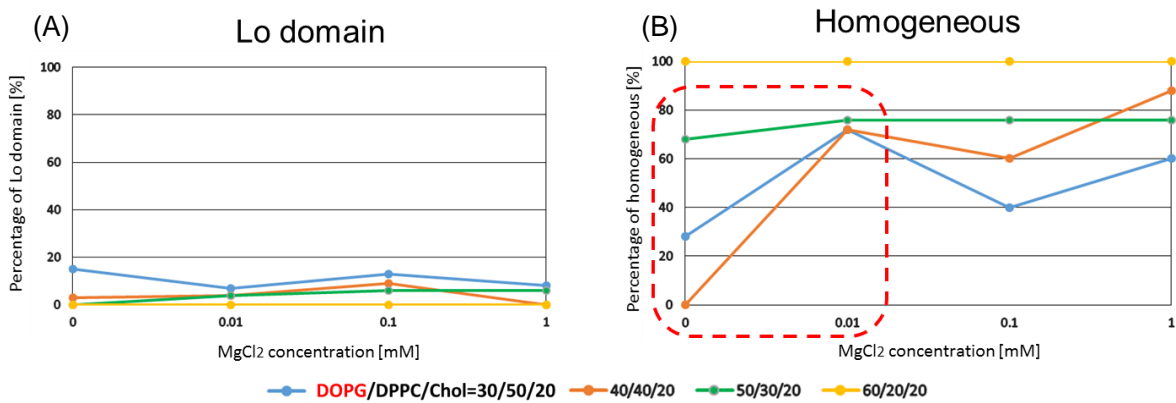 (A)
Lo domain
Percentage of Lo domain [%]
100
80
60
40
20
0
0 0.01 0.1 1
MgCl2 concentration [mM]
(B)
Homogeneous
Percentage of homogeneous [%]
100
80
60
40
20
0
0 0.01 0.1 1
MgCl2 concentration [mM]
DOPG/DPPC/Chol=30/50/20 40/40/20 50/30/20 60/20/20